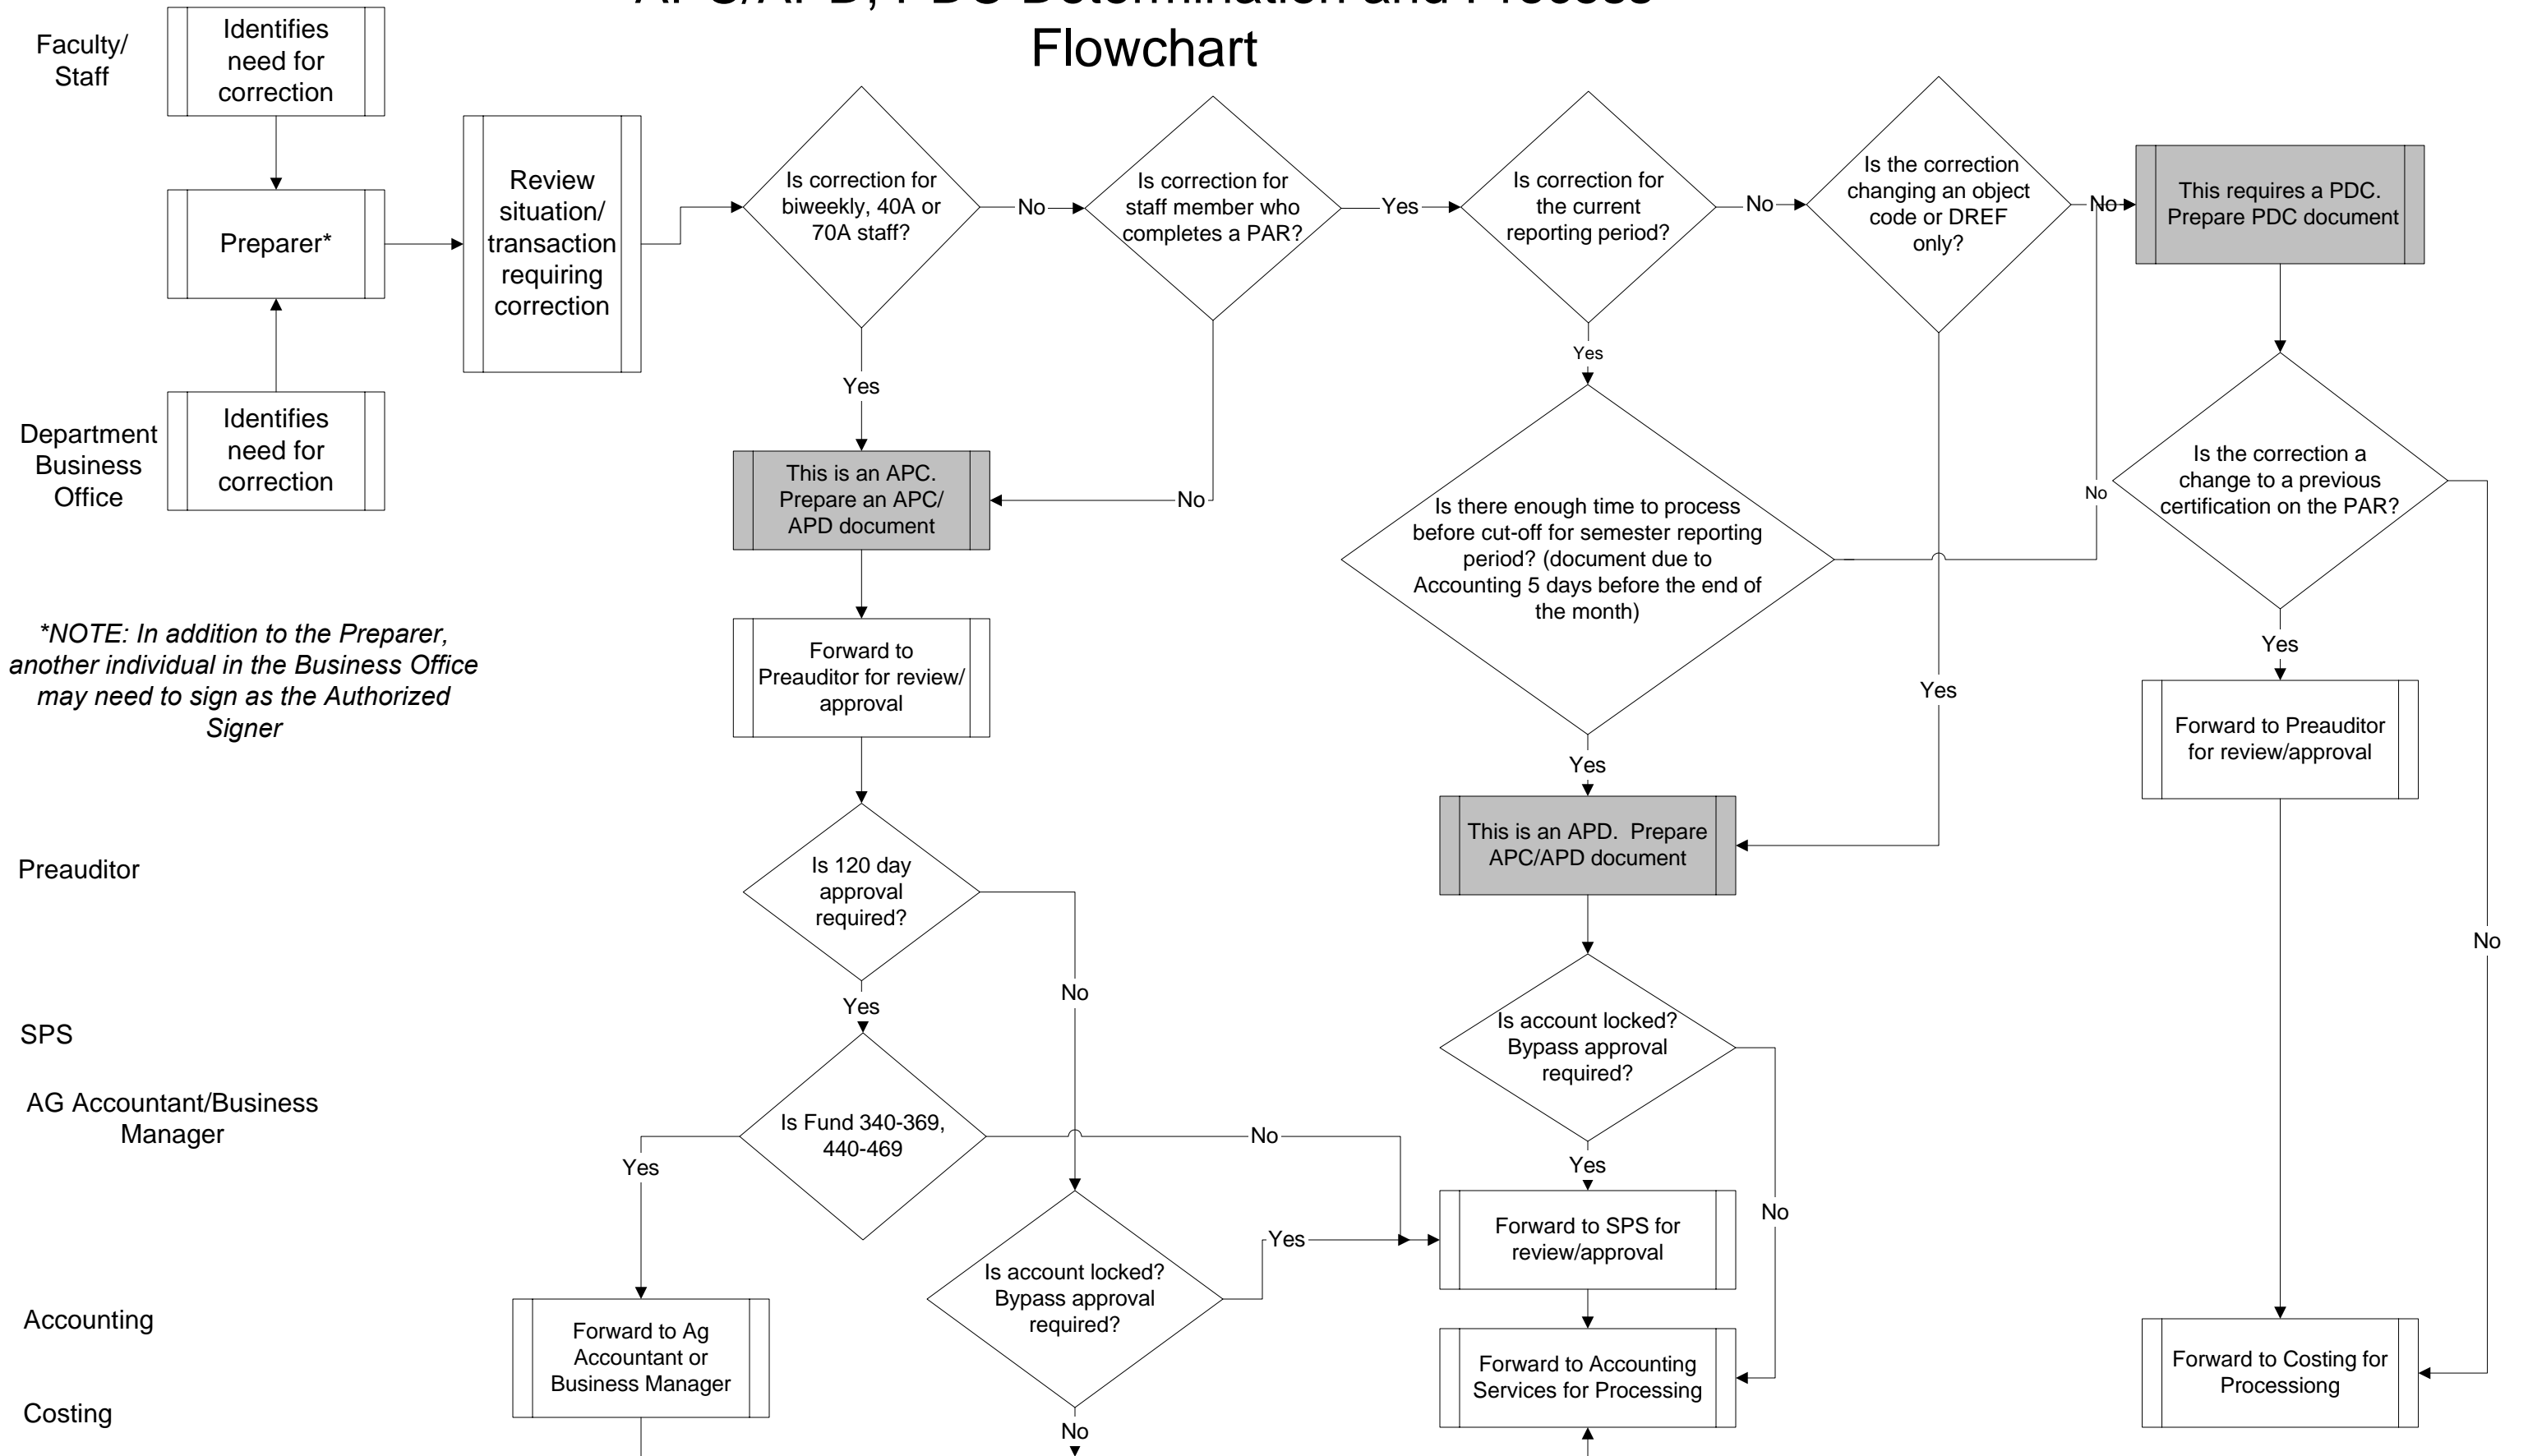 APC/APD, PDC Determination and Process
Flowchart
Faculty/
Staff
Identifies
need for
correction
Preparer*
Department
Business
Office
Identifies
need for
correction
*NOTE: In addition to the Preparer,
another individual in the Business Office
may need to sign as the Authorized
Signer
Preauditor
SPS
AG Accountant/Business
Manager
Accounting
Costing
Review
situation/
transaction
requiring
correction
Is correction for
biweekly, 40A or
70A staff?
No
Yes
Is correction for
staff member who
completes a PAR?
Yes
No
Is correction for
the current
reporting period?
No
Yes
Is the correction
changing an object
code or DREF
only?
No
Yes
This requires a PDC.
Prepare PDC document
This is an APC.
Prepare an APC/
APD document
Forward to
Preauditor for review/
approval
Is 120 day
approval
required?
Yes
No
Is Fund 340-369,
440-469
Yes
No
Forward to Ag
Accountant or
Business Manager
Is account locked?
Bypass approval
required?
Yes
No
Is there enough time to process
before cut-off for semester reporting
period? (document due to
Accounting 5 days before the end of
the month)
No
Yes
This is an APD.  Prepare
APC/APD document
Is account locked?
Bypass approval
required?
Yes
No
Forward to SPS for
review/approval
Forward to Accounting
Services for Processing
Is the correction a
change to a previous
certification on the PAR?
Yes
No
Forward to Preauditor
for review/approval
Forward to Costing for
Processiong